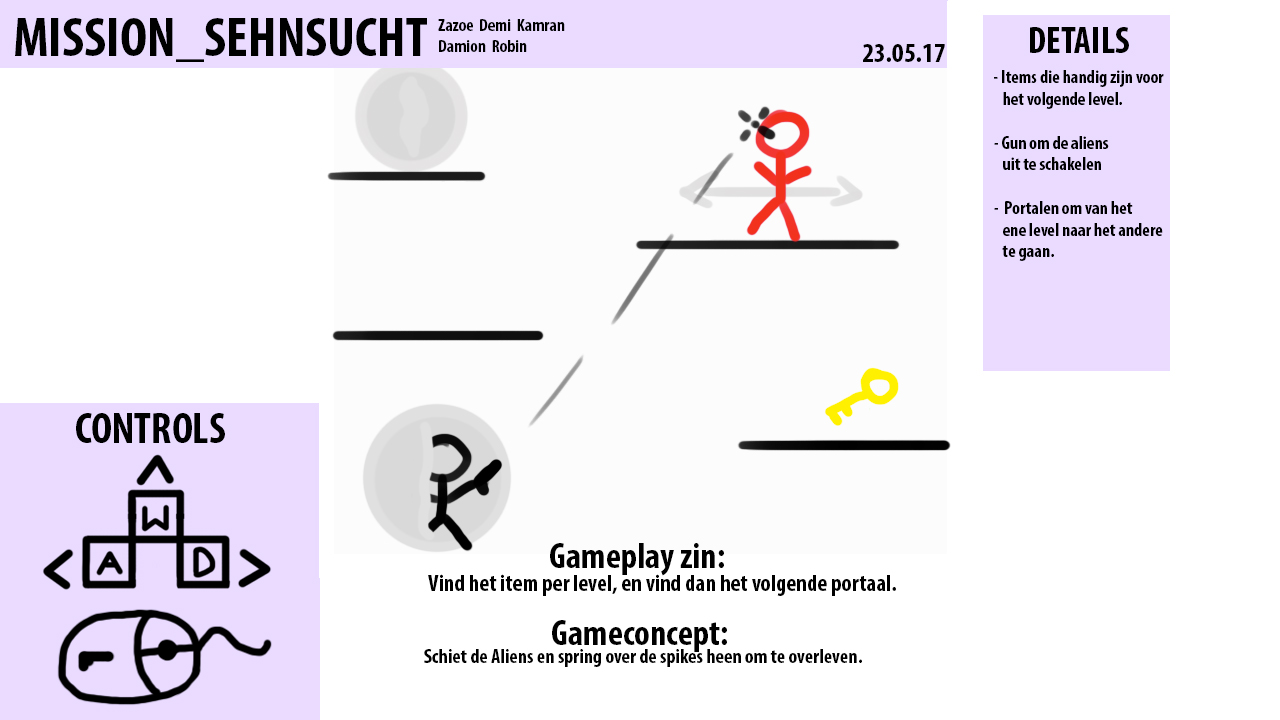 MISSION_SEHNSUCHT
Zazoe Demi Kamran
Damion Robin
23.05.17
DETAILS
- Items die handig zijn voor
het volgende level.
- Gun om de aliens
uit te schakelen
- Portalen om van het
ene level naar het andere
te gaan.
CONTROLS
W
A D
Gameplay zin:
Vind het item per level, en vind dan het volgende portaal.
Gameconcept:
Schiet de Aliens en spring over de spikes heen om te overleven.